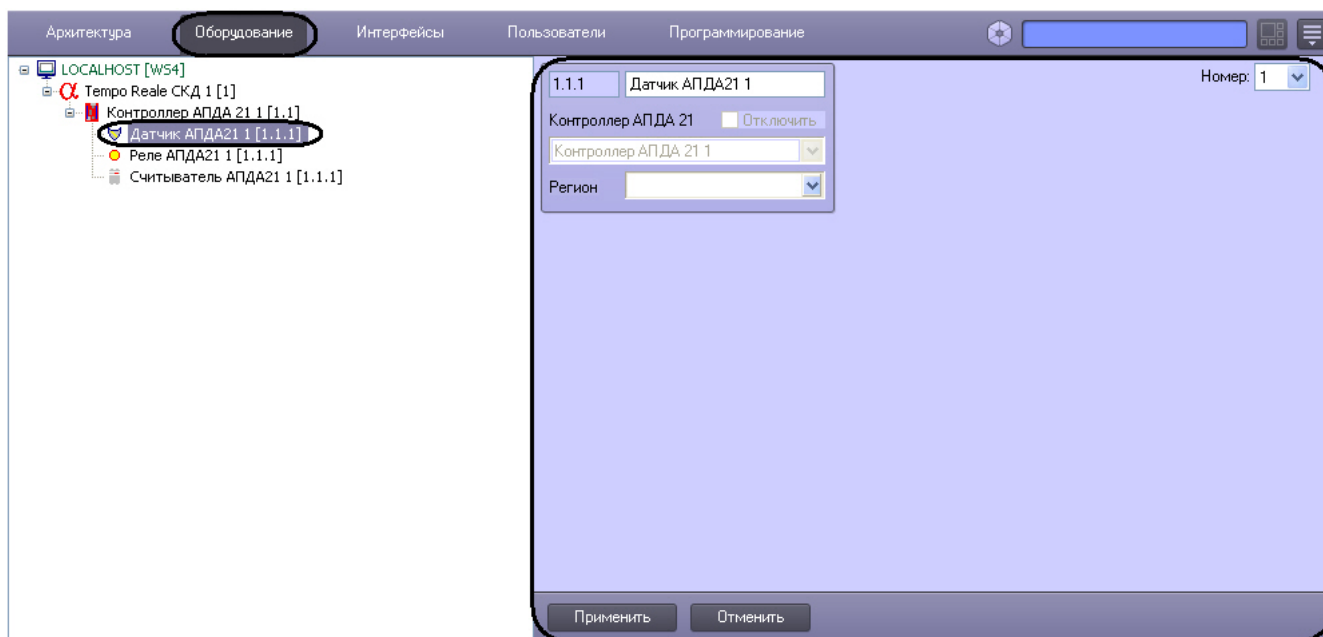 Архитектура Оборудование Интерфейсы Пользователи Программирование
LOCALHOST [WS4]
Tempo Reale СКД 1 [1]
Контроллер АПДА 21 1 [1.1]
Датчик АПДА21 1 [1.1.1]
Реле АПДА21 1 [1.1.1]
Считыватель АПДА21 1 [1.1.1]
1.1.1 Датчик АПДА21 1
Номер: 1
Контроллер АПДА 21 Отключить
Контроллер АПДА 21 1
Регион
Применить Отменить